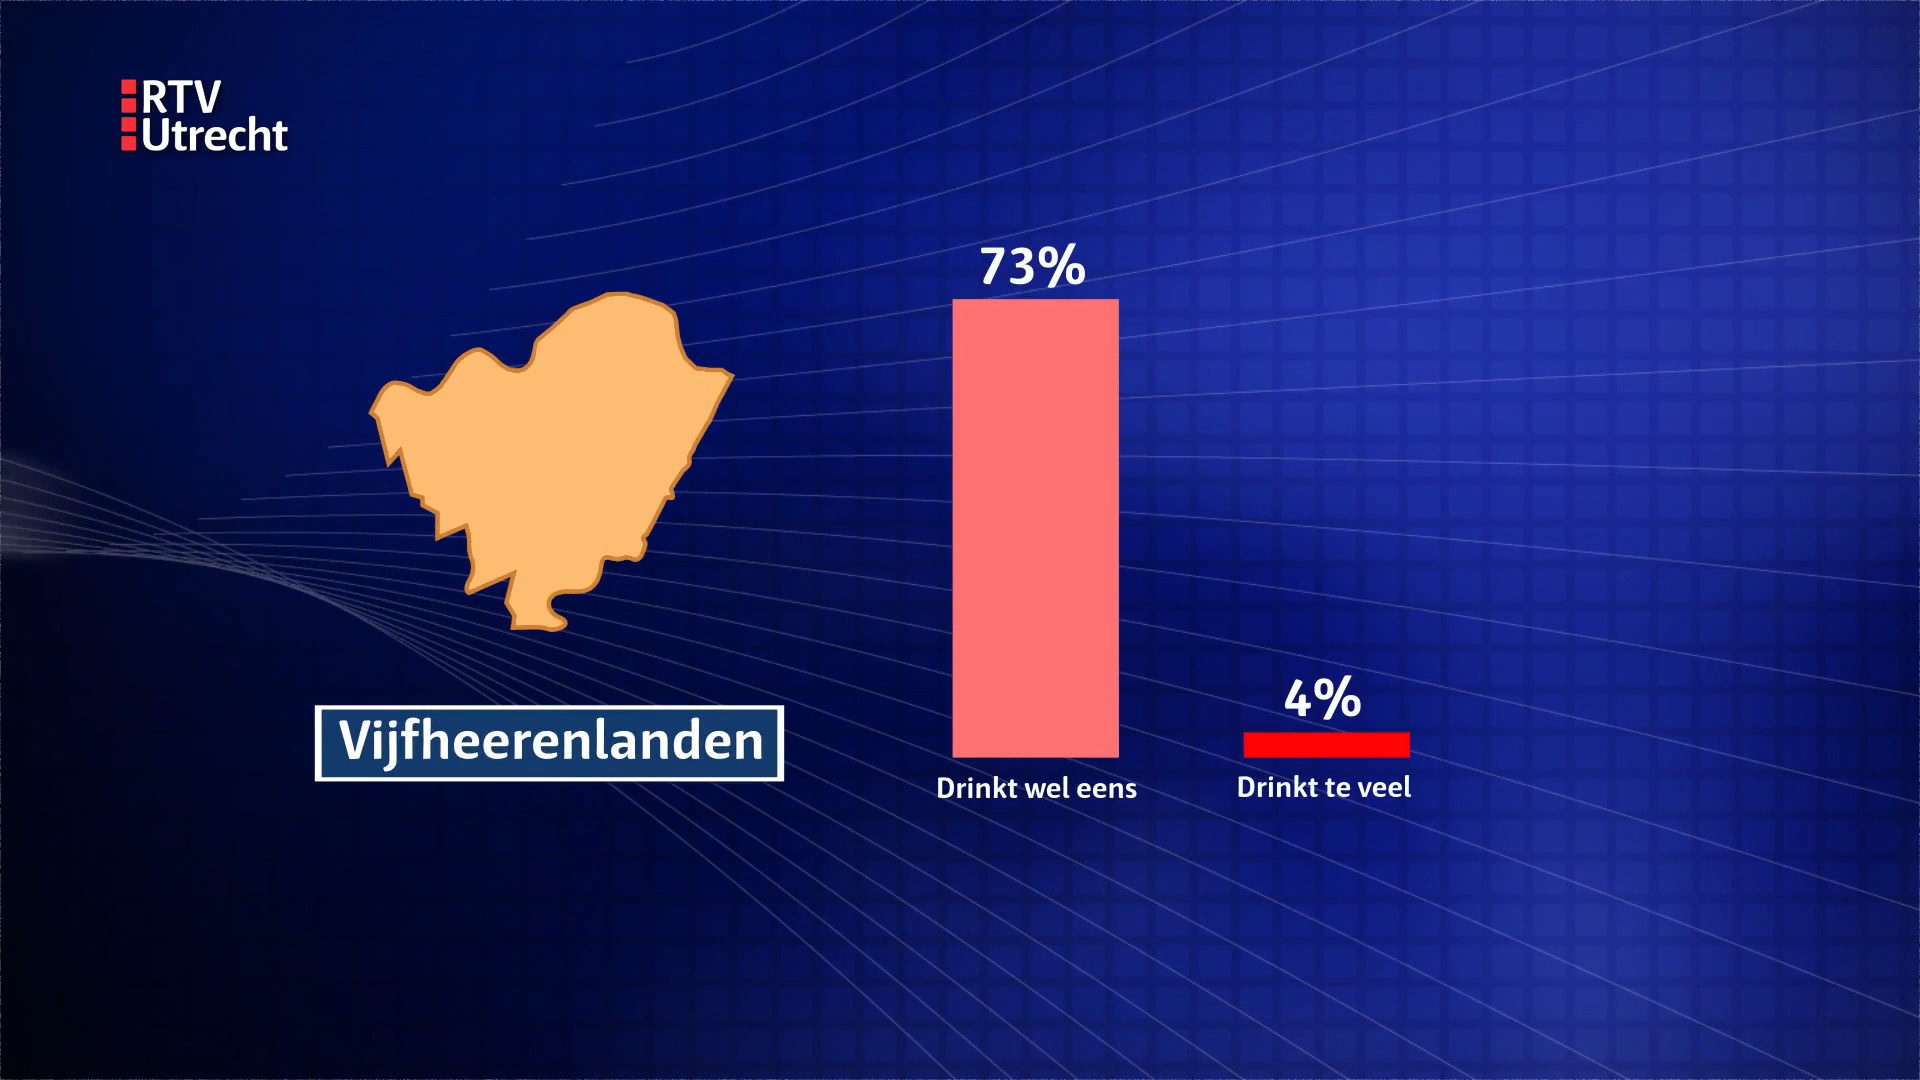 RTV
Utrecht
73%
4%
Vijfheerenlanden
Drinkt wel eens
Drinkt te veel